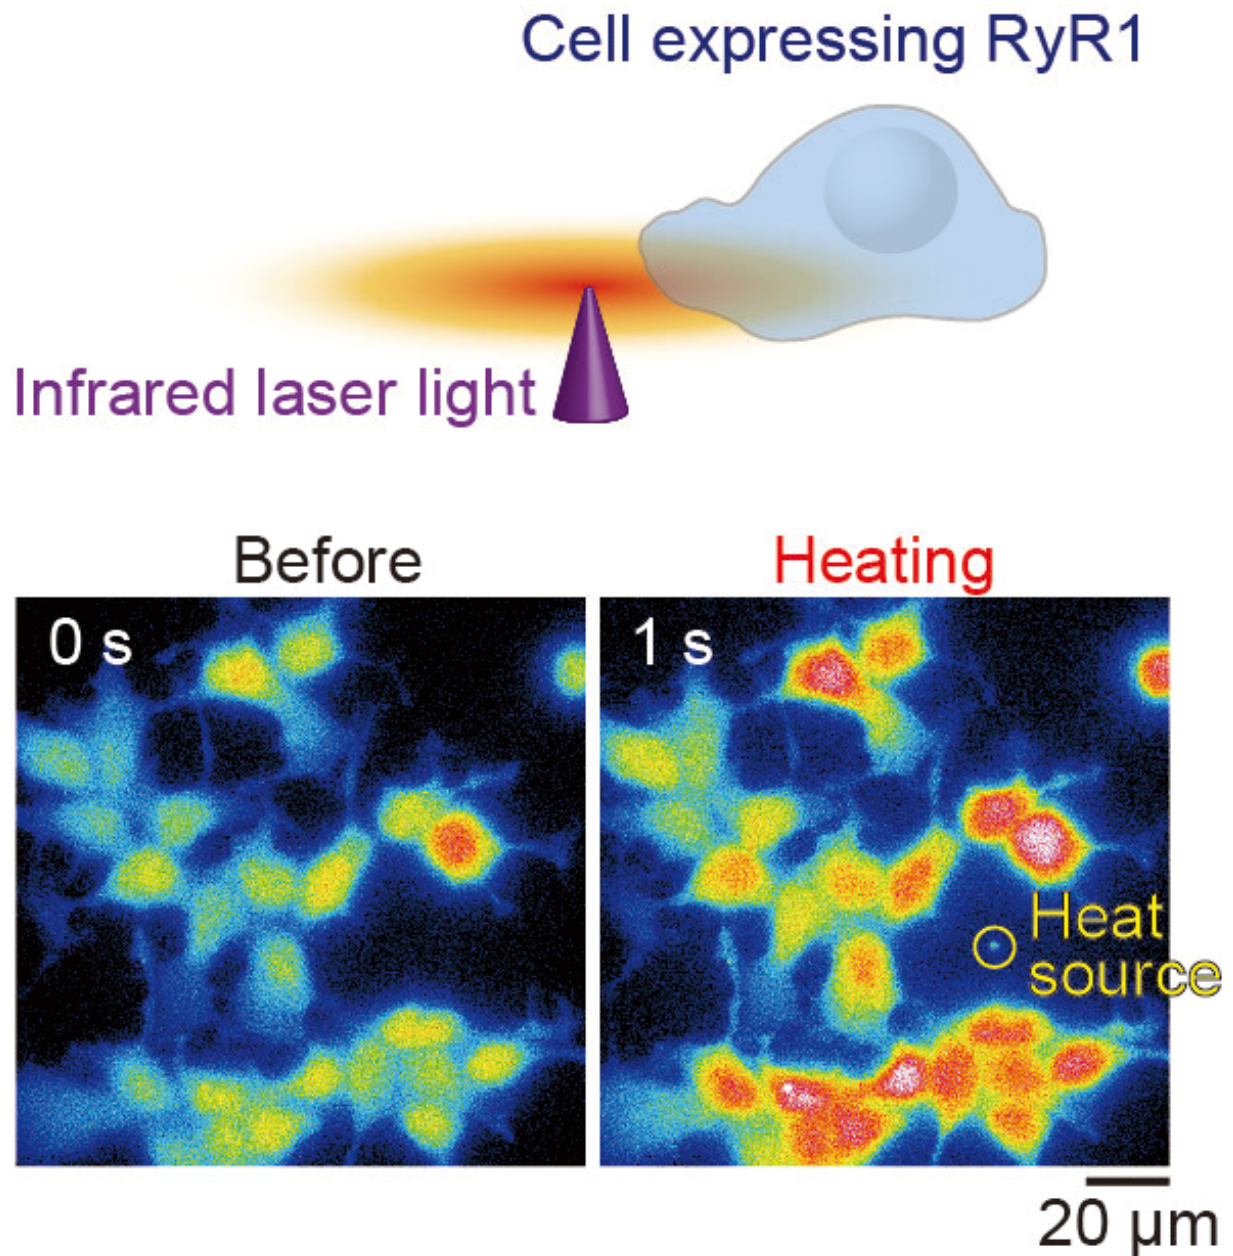 Cell expressing RyR1
Infrared laser light
Before
Heating
0 s
1 s
Heat
source
20 μm